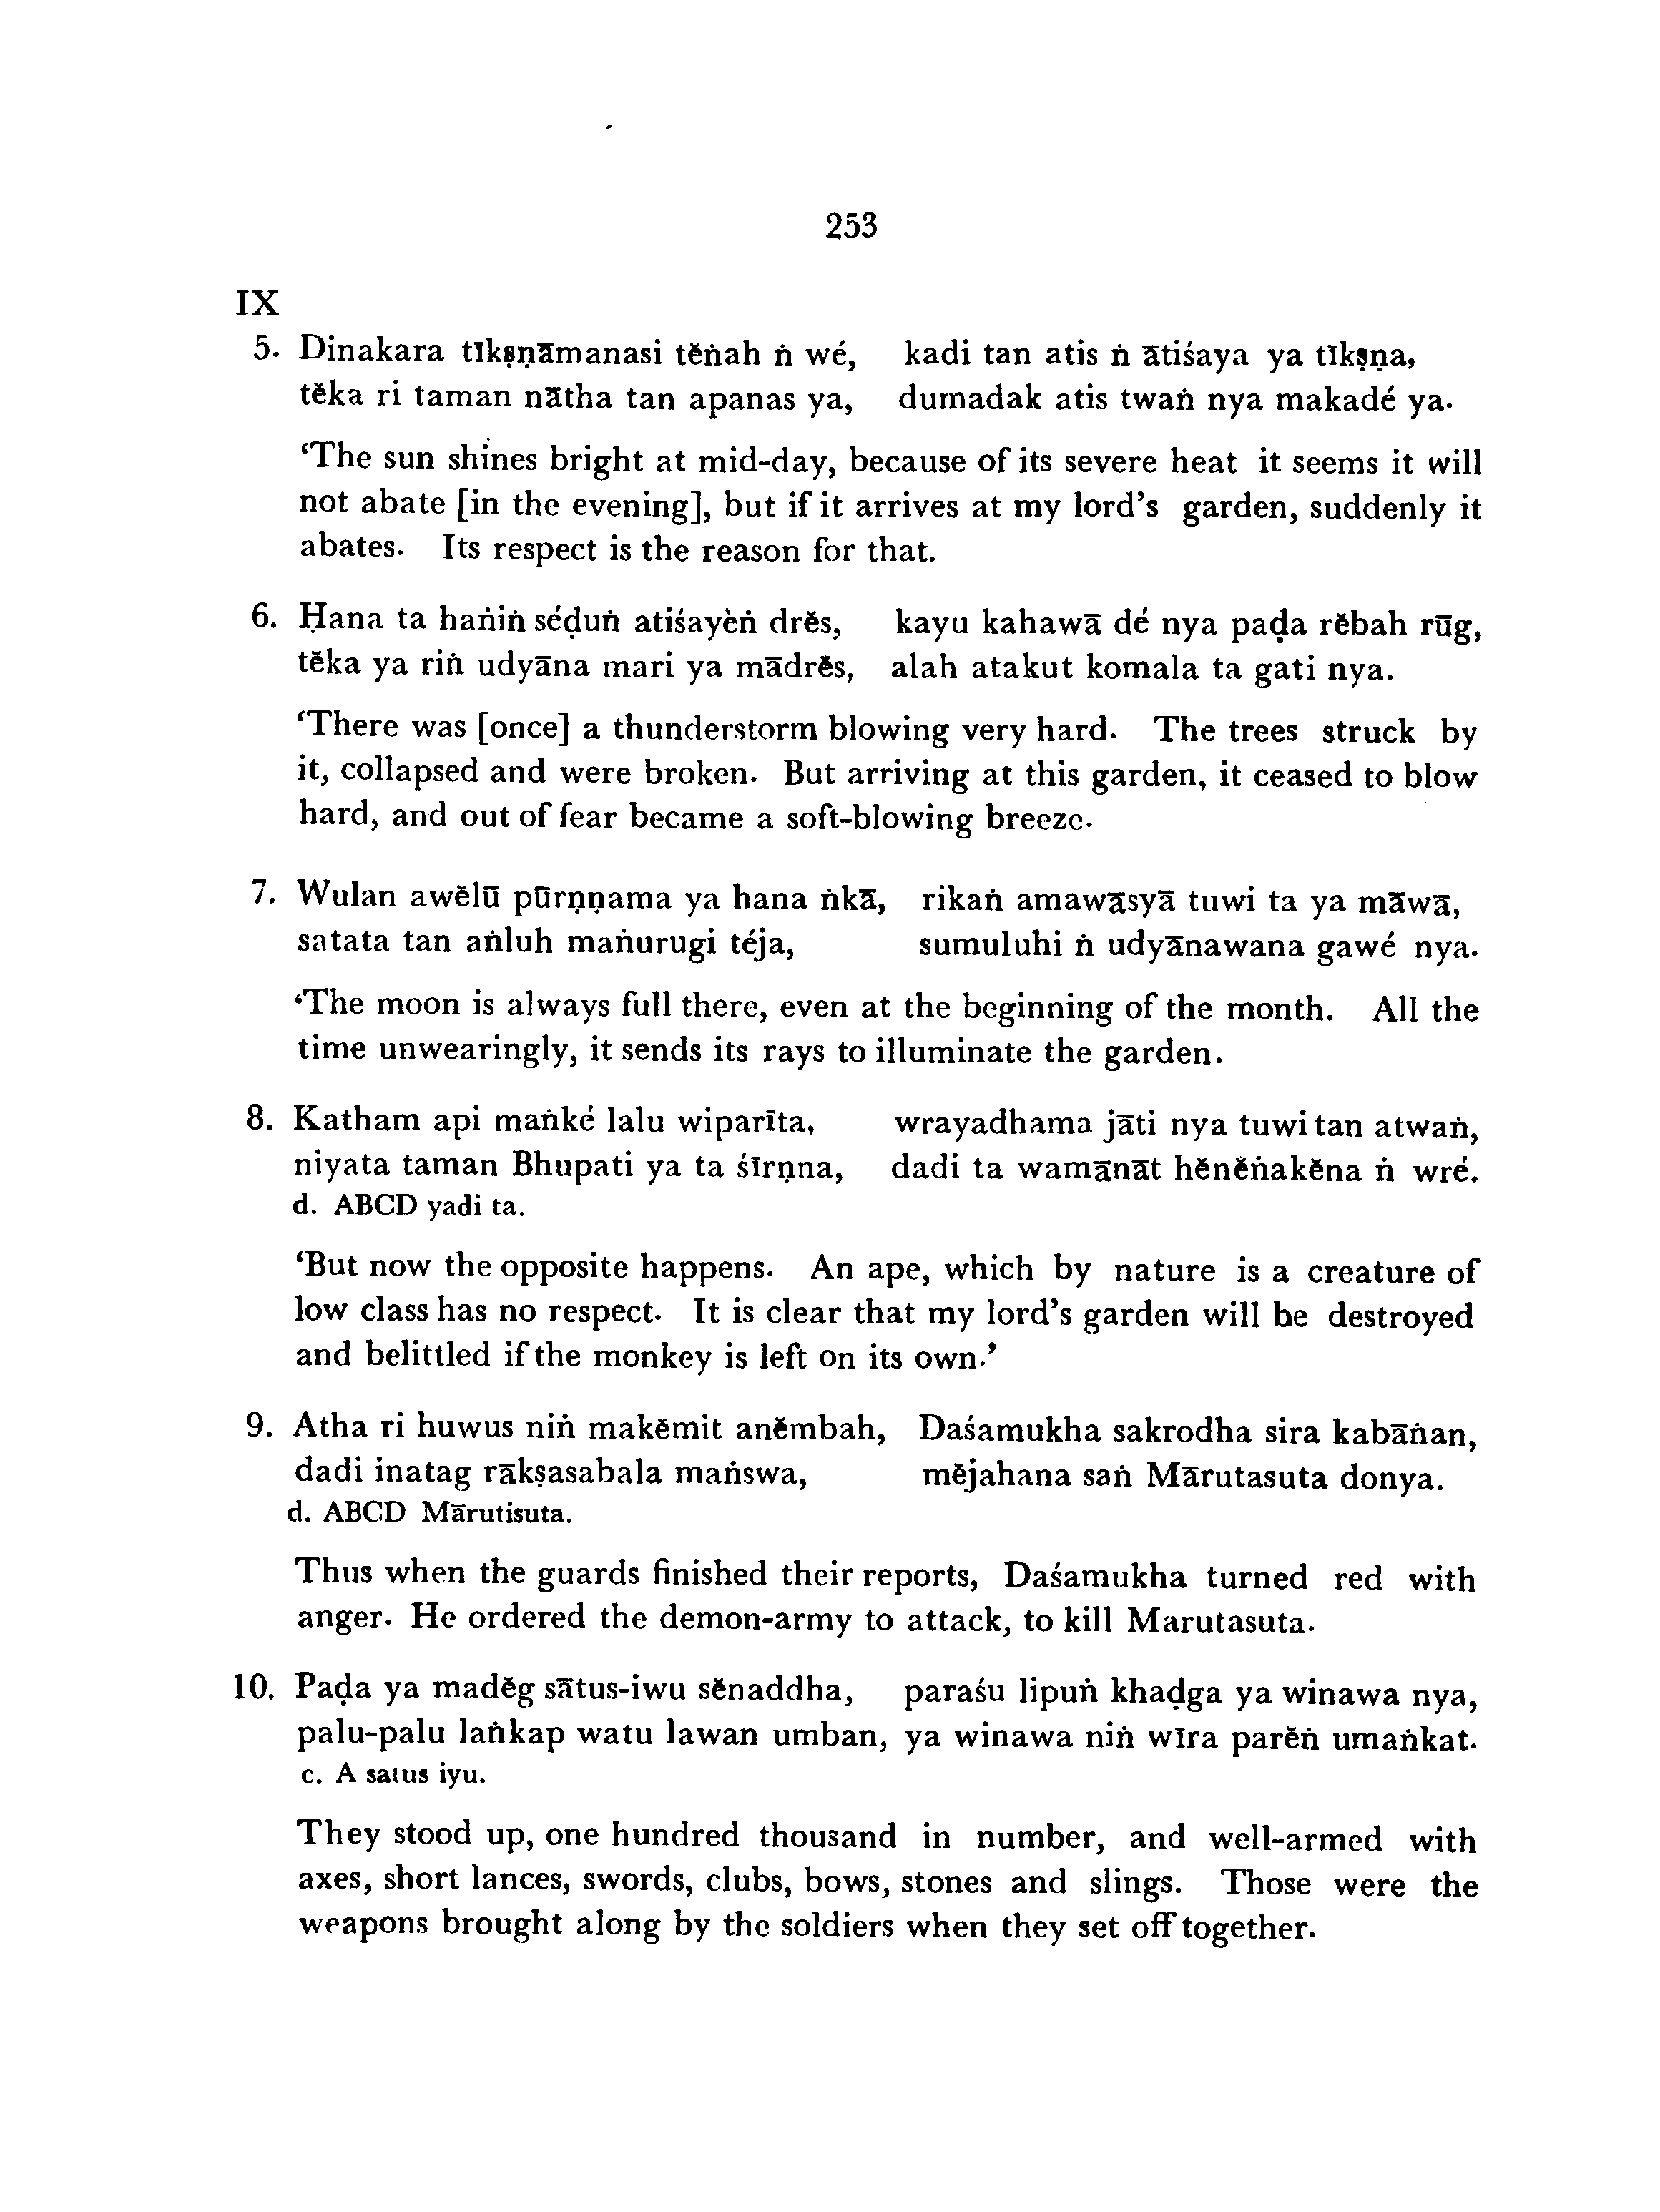 253
IX
5. Dinakara tīkṣṇāmanasi tĕṅah ṅ wé, kadi tan atis ṅ ātiśaya ya tīkṣṇa,
tĕka ri taman nātha tan apanas ya, dumadak atis twaṅ nya makadé ya.
‘The sun shines bright at mid-day, because of its severe heat it seems it will
not abate [in the evening], but if it arrives at my lord’s garden, suddenly it
abates. Its respect is the reason for that.
6. Ḥana ta haṅiṅ séḍuṅ atiśayèṅ drĕs, kayu kahawā dé nya paḍa rĕbah rūg,
tĕka ya riṅ udyāna mari ya mādrĕs, alah atakut komala ta gati nya.
‘There was [once] a thunderstorm blowing very hard. The trees struck by
it, collapsed and were broken. But arriving at this garden, it ceased to blow
hard, and out of fear became a soft-blowing breeze.
7. Wulan awĕlū pūrṇṇama ya hana ṅkā, rikaṅ amawāsyā tuwi ta ya māwā,
satata tan aṅluh maṅurugi téja, sumuluhi ṅ udyānawana gawé nya.
‘The moon is always full there, even at the beginning of the month. All the
time unwearingly, it sends its rays to illuminate the garden.
8. Katham api maṅké lalu wiparīta, wrayadhama jāti nya tuwi tan atwaṅ,
niyata taman Bhupati ya ta śīrṇna, dadi ta wamānāt hĕnĕṅakĕna ṅ wré.
d. ABCD yadi ta.
‘But now the opposite happens. An ape, which by nature is a creature of
low class has no respect. It is clear that my lord’s garden will be destroyed
and belittled if the monkey is left on its own.’
9. Atha ri huwus niṅ makĕmit anĕmbah, Daśamukha sakrodha sira kabāṅan,
dadi inatag rākṣasabala maṅswa, mĕjahana saṅ Mārutasuta donya.
d. ABCD Mārutisuta.
Thus when the guards finished their reports, Daśamukha turned red with
anger. He ordered the demon-army to attack, to kill Marutasuta.
10. Paḍa ya madĕg sātus-iwu sĕnaddha, paraśu lipuṅ khaḍga ya winawa nya,
palu-palu laṅkap watu lawan umban, ya winawa niṅ wīra parĕṅ umaṅkat.
c. A satus iyu.
They stood up, one hundred thousand in number, and well-armed with
axes, short lances, swords, clubs, bows, stones and slings. Those were the
weapons brought along by the soldiers when they set off together.